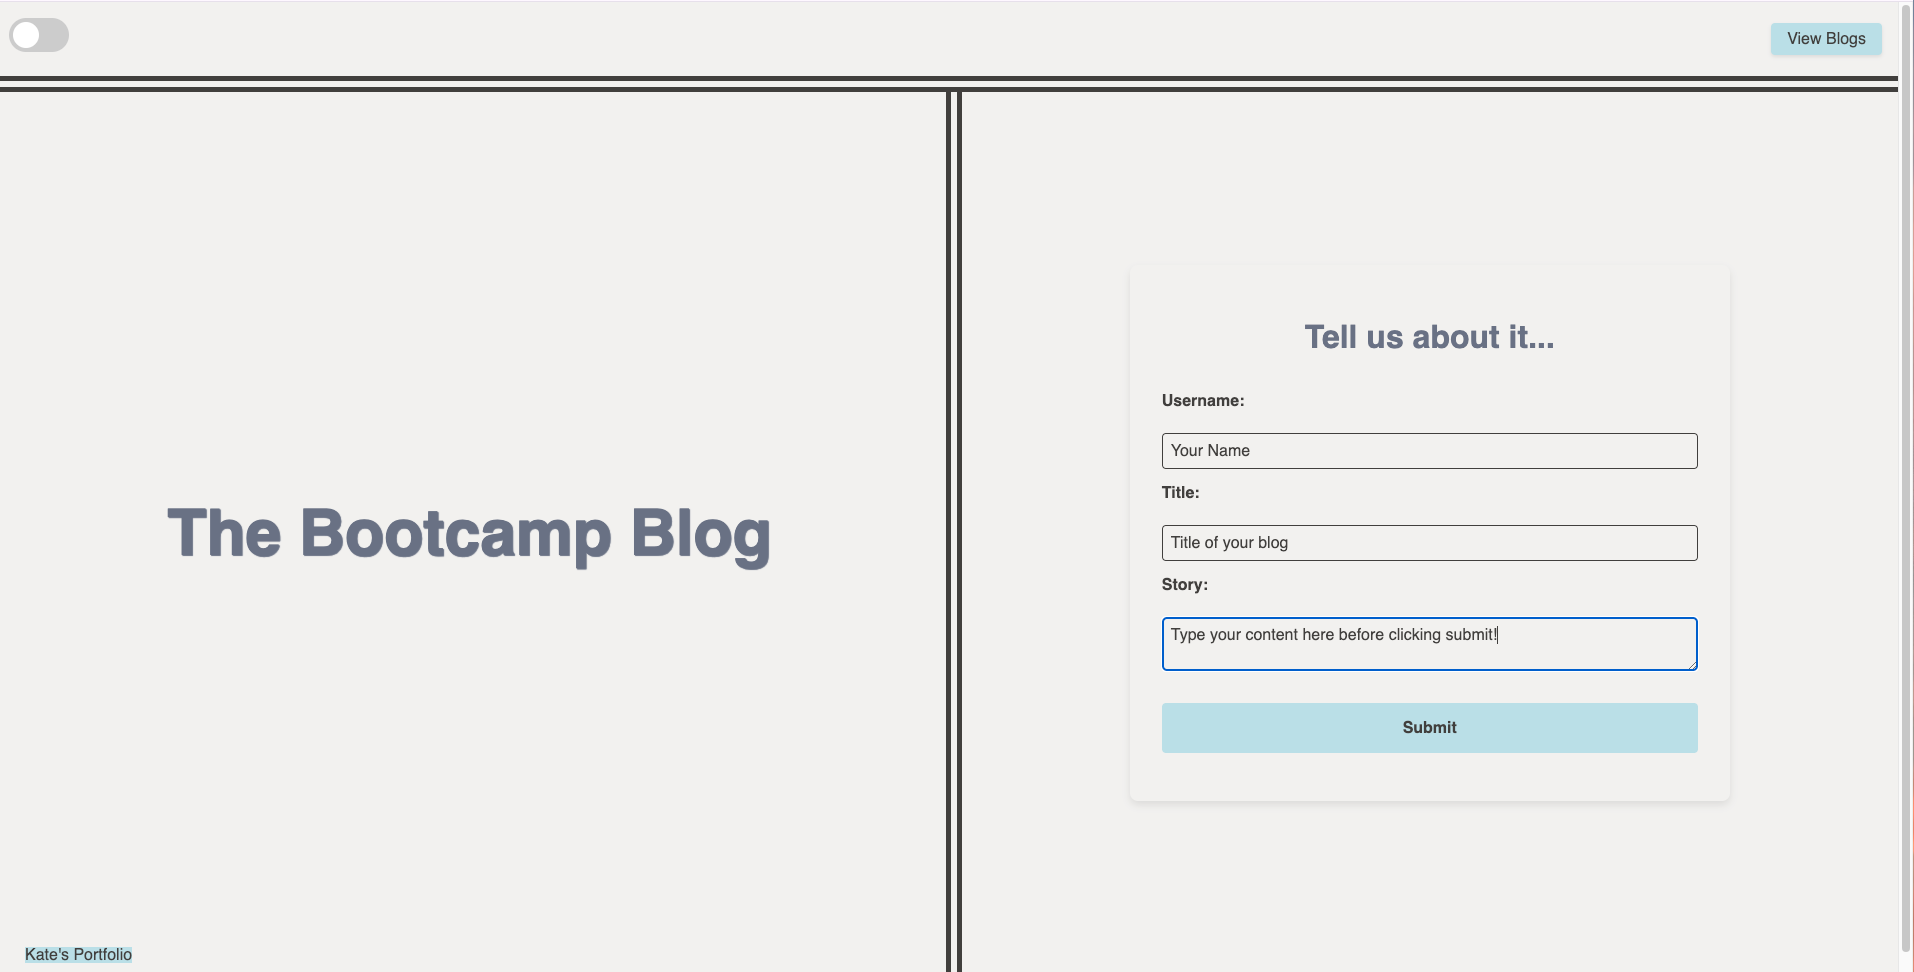 View Blogs
The Bootcamp Blog
Tell us about it...
Username:
Your Name
Title:
Title of your blog
Story:
Type your content here before clicking submit!
Submit
Kate's Portfolio